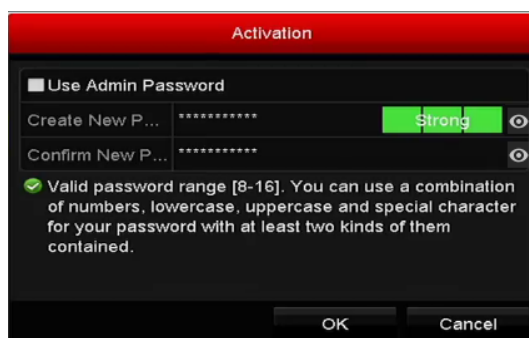 Activation
Use Admin Password
Create New P... *********** Strong
Confirm New P... ***********
Valid password range [8-16]. You can use a combination
of numbers, lowercase, uppercase and special character
for your password with at least two kinds of them
contained.
OK Cancel